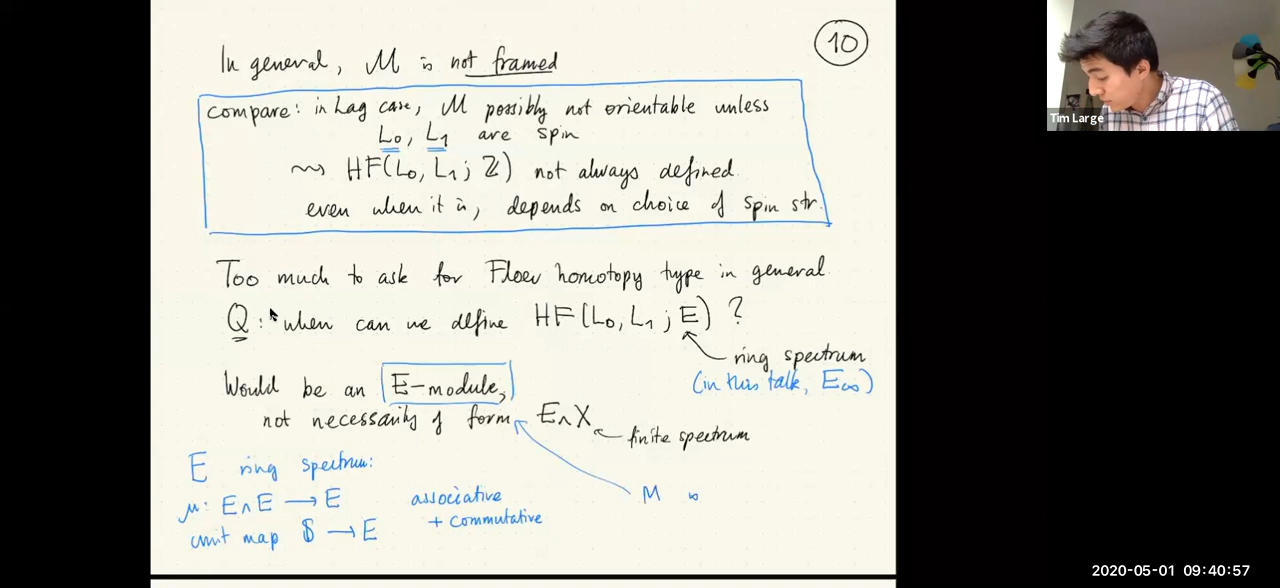 10
In general, M is not framed
compare: in Lag case, M possibly not orientable unless
L₀, L₁ are spin
⇝ HF(L₀, L₁; ℤ) not always defined.
even when it is, depends on choice of spin str.
Too much to ask for Floer homotopy type in general.
Q: when can we define HF(L₀, L₁; E) ?
ring spectrum
(in this talk, E∞)
Would be an E-module,
not necessarily of form E∧X
finite spectrum
E ring spectrum:
μ: E∧E → E associative
+ commutative
unit map 𝕊 → E
M
Tim Large
2020-05-01 09:40:57